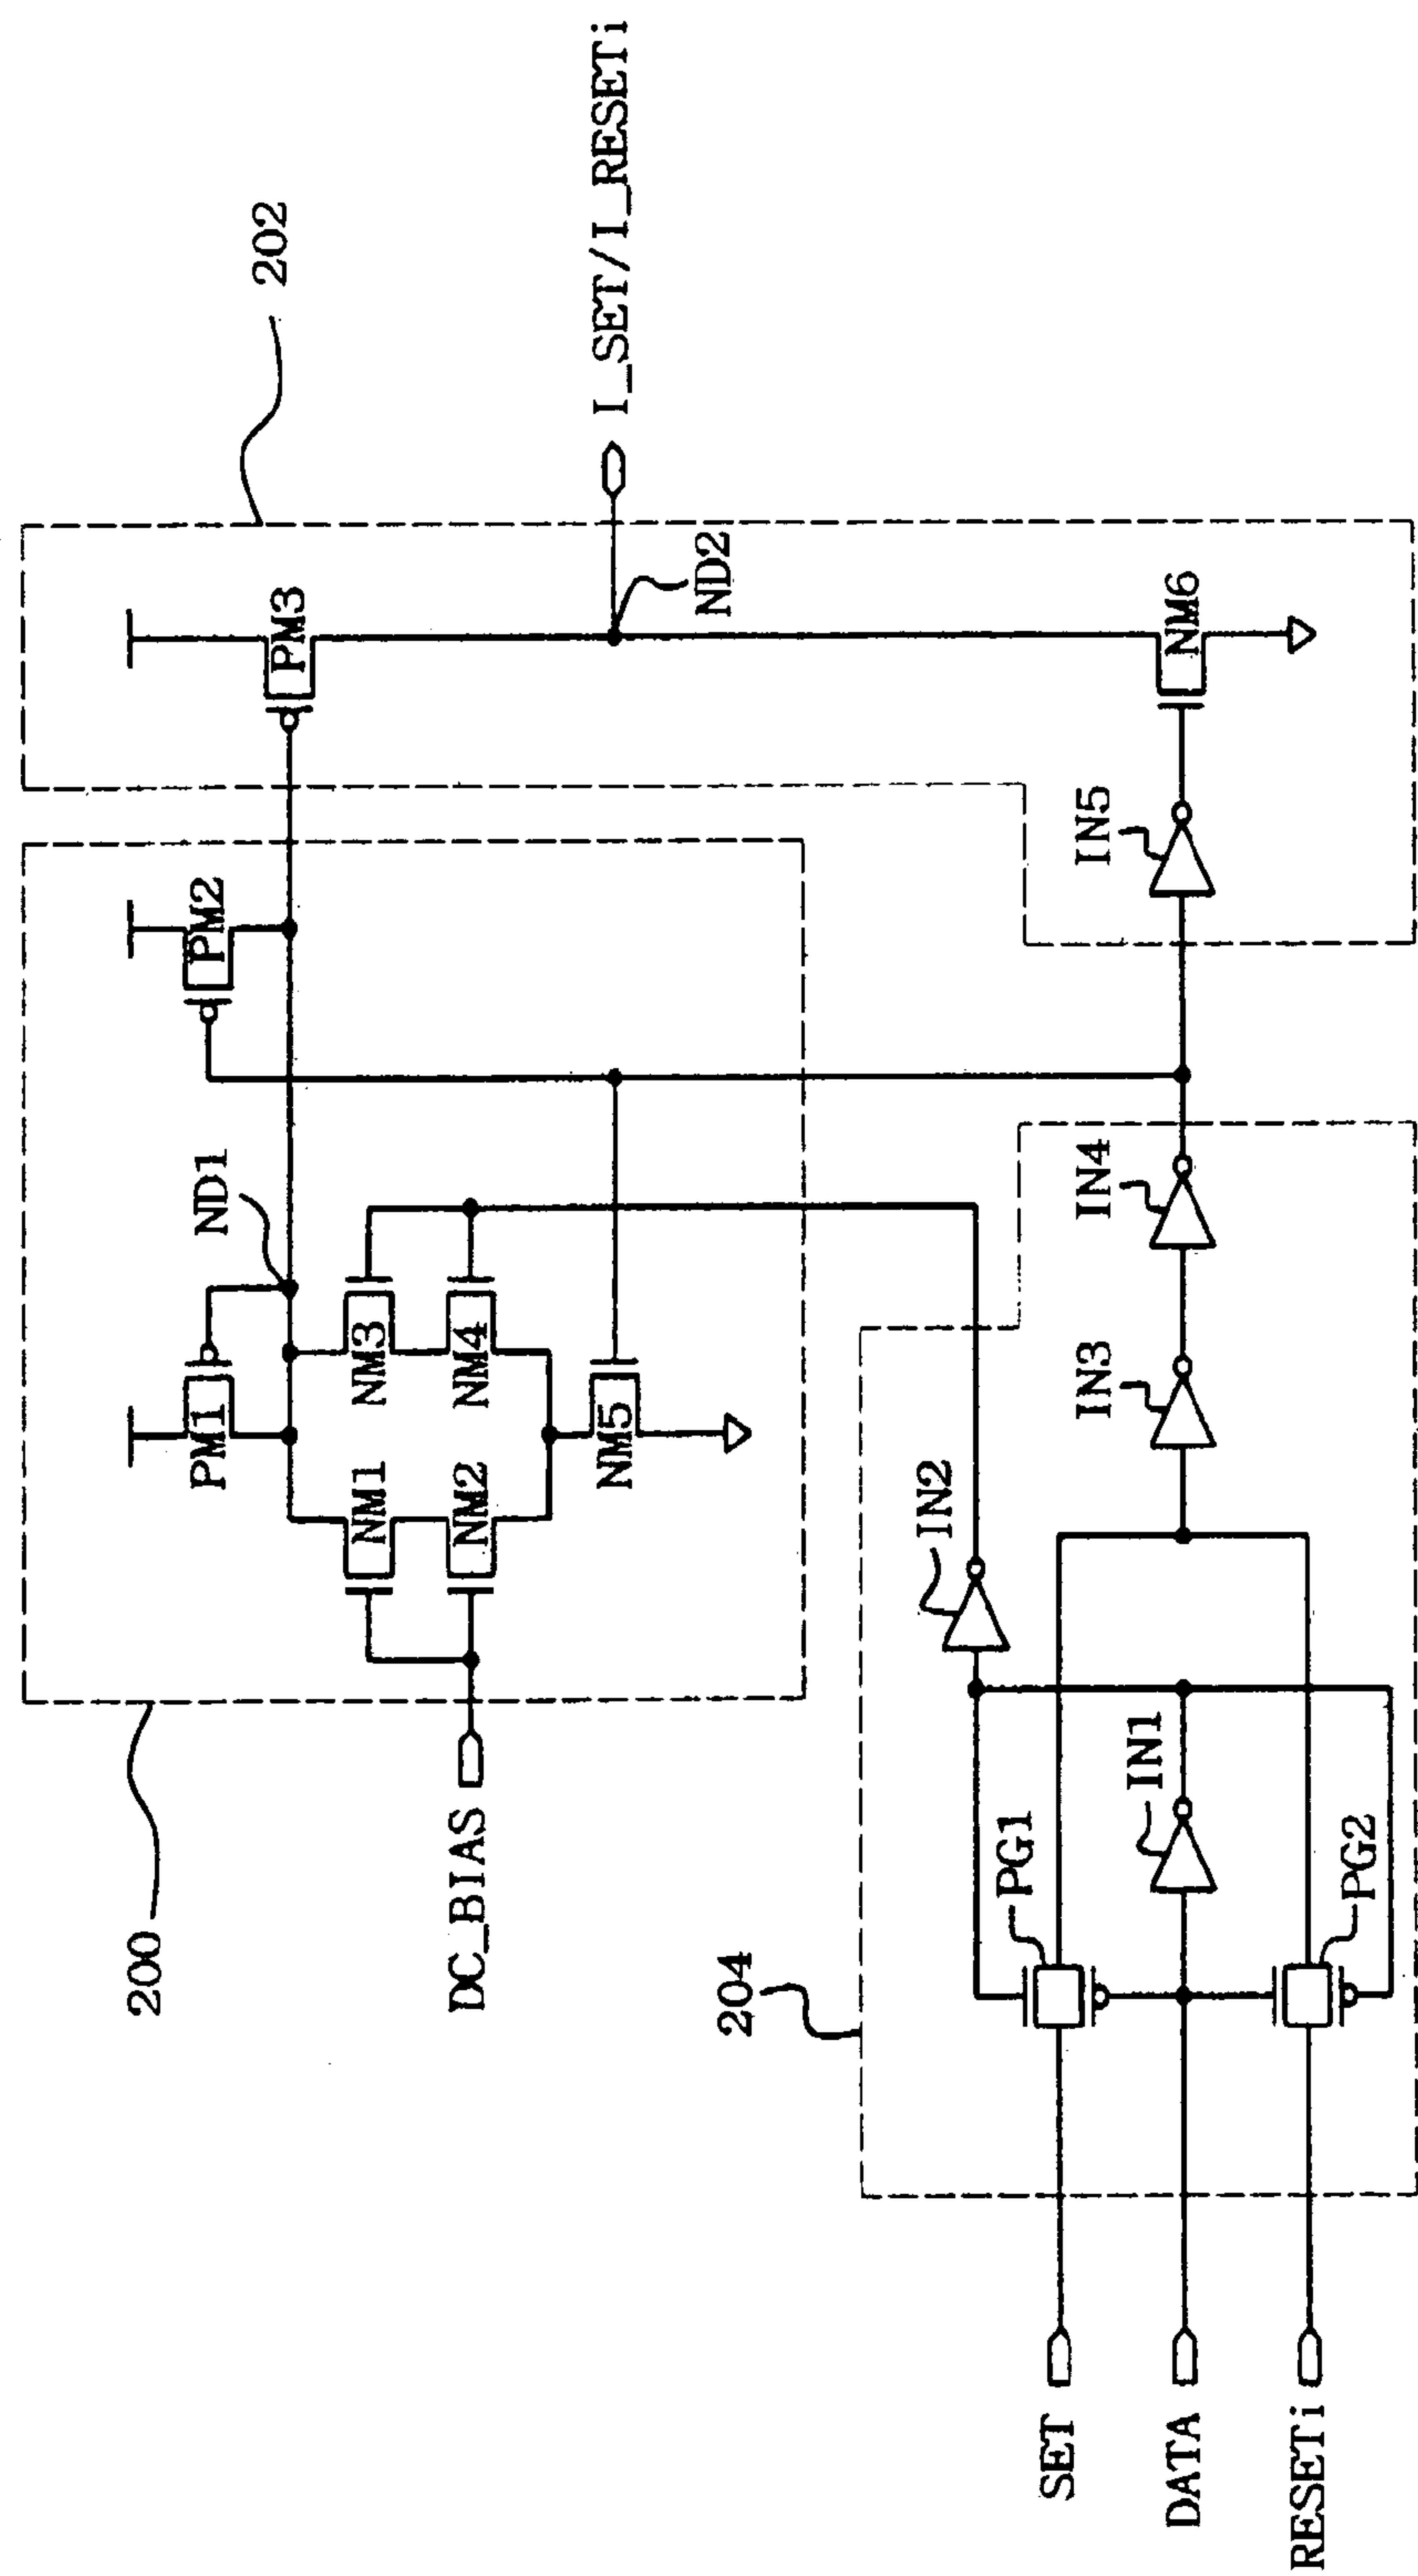 200
202
PM1
ND1
PM2
PM3
NM1
NM3
NM2
NM4
DC_BIAS
NM5
I_SET/I_RESETi
ND2
204
IN2
SET
PG1
DATA
IN1
IN3
IN4
IN5
NM6
RESETi
PG2